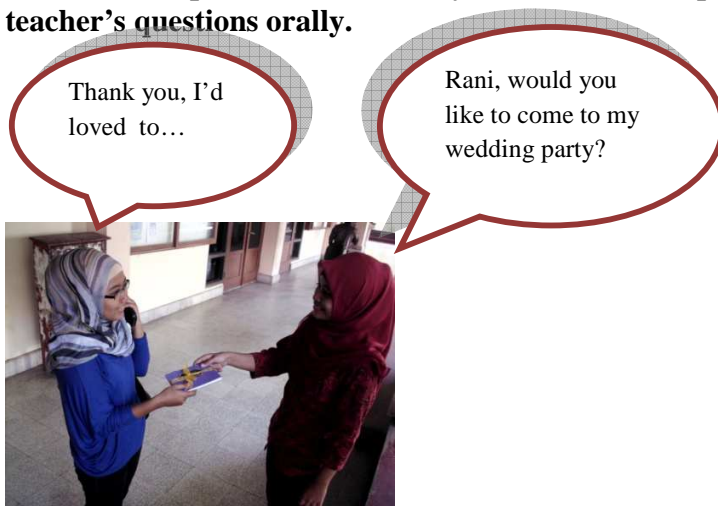 teacher's questions orally.
Thank you, I'd
loved to…
Rani, would you
like to come to my
wedding party?